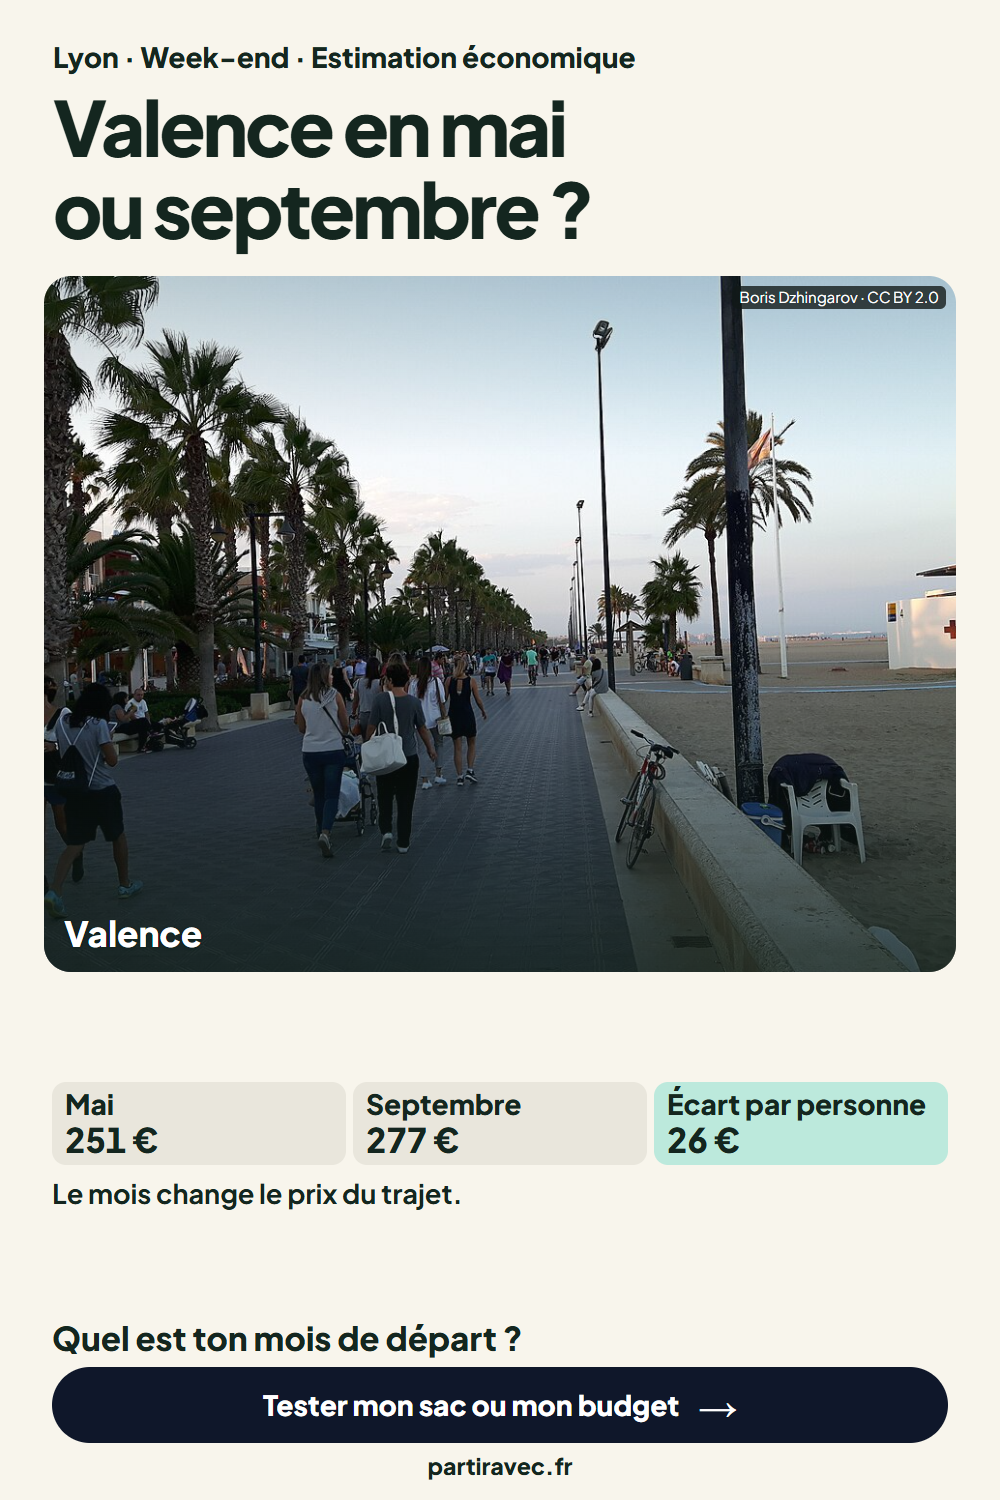 Lyon · Week-end · Estimation économique
Valence en mai
ou septembre ?
Boris Dzhingarov · CC BY 2.0
Valence
Mai
251 €
Septembre
277 €
Écart par personne
26 €
Le mois change le prix du trajet.
Quel est ton mois de départ ?
Tester mon sac ou mon budget →
partiravec.fr